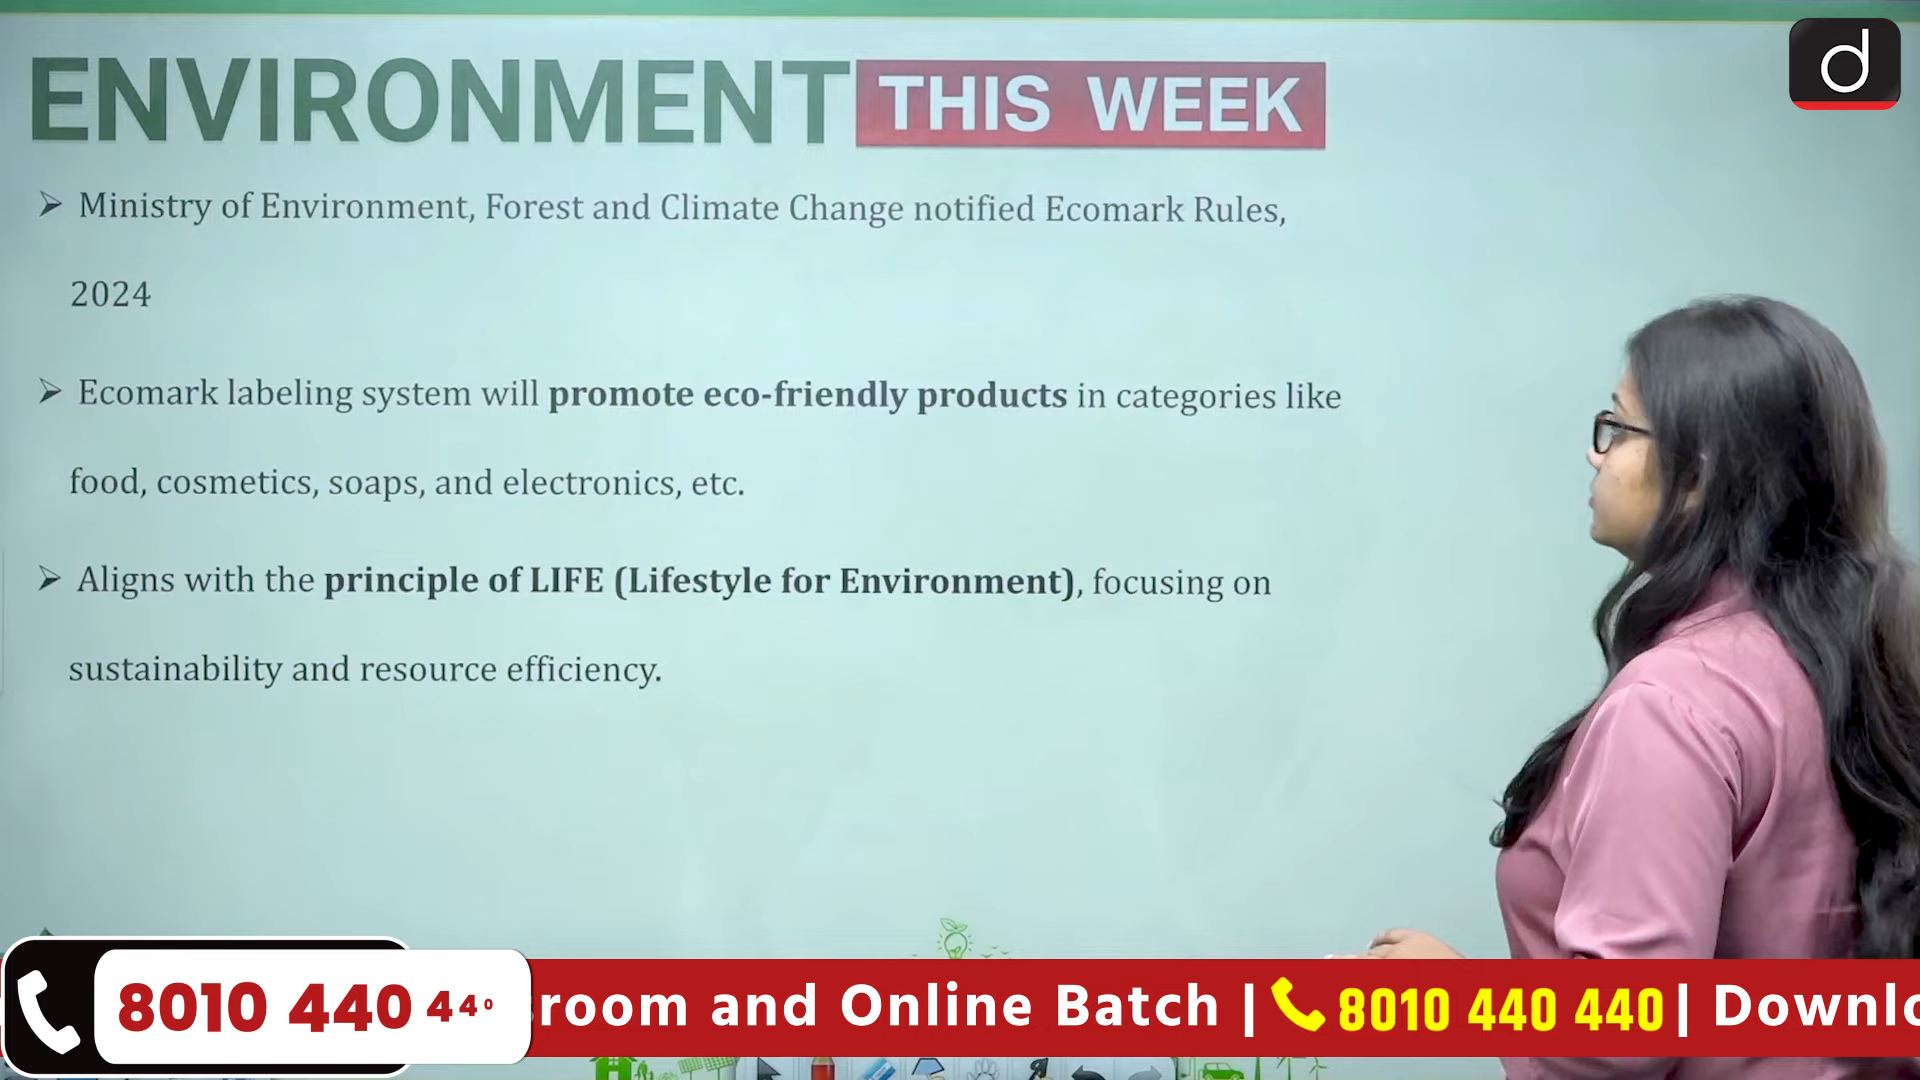 ENVIRONMENT THIS WEEK
d
➢ Ministry of Environment, Forest and Climate Change notified Ecomark Rules,
2024
➢ Ecomark labeling system will promote eco-friendly products in categories like
food, cosmetics, soaps, and electronics, etc.
➢ Aligns with the principle of LIFE (Lifestyle for Environment), focusing on
sustainability and resource efficiency.
8010 440 440
room and Online Batch | 8010 440 440 | Downlo